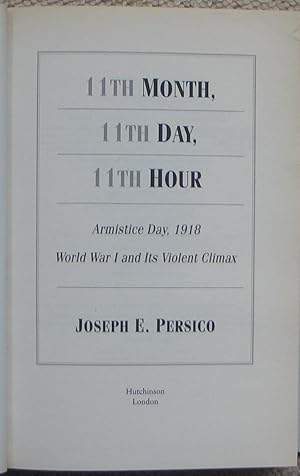 11TH MONTH,
11TH DAY,
11TH HOUR
Armistice Day, 1918
World War I and Its Violent Climax
JOSEPH E. PERSICO
Hutchinson
London